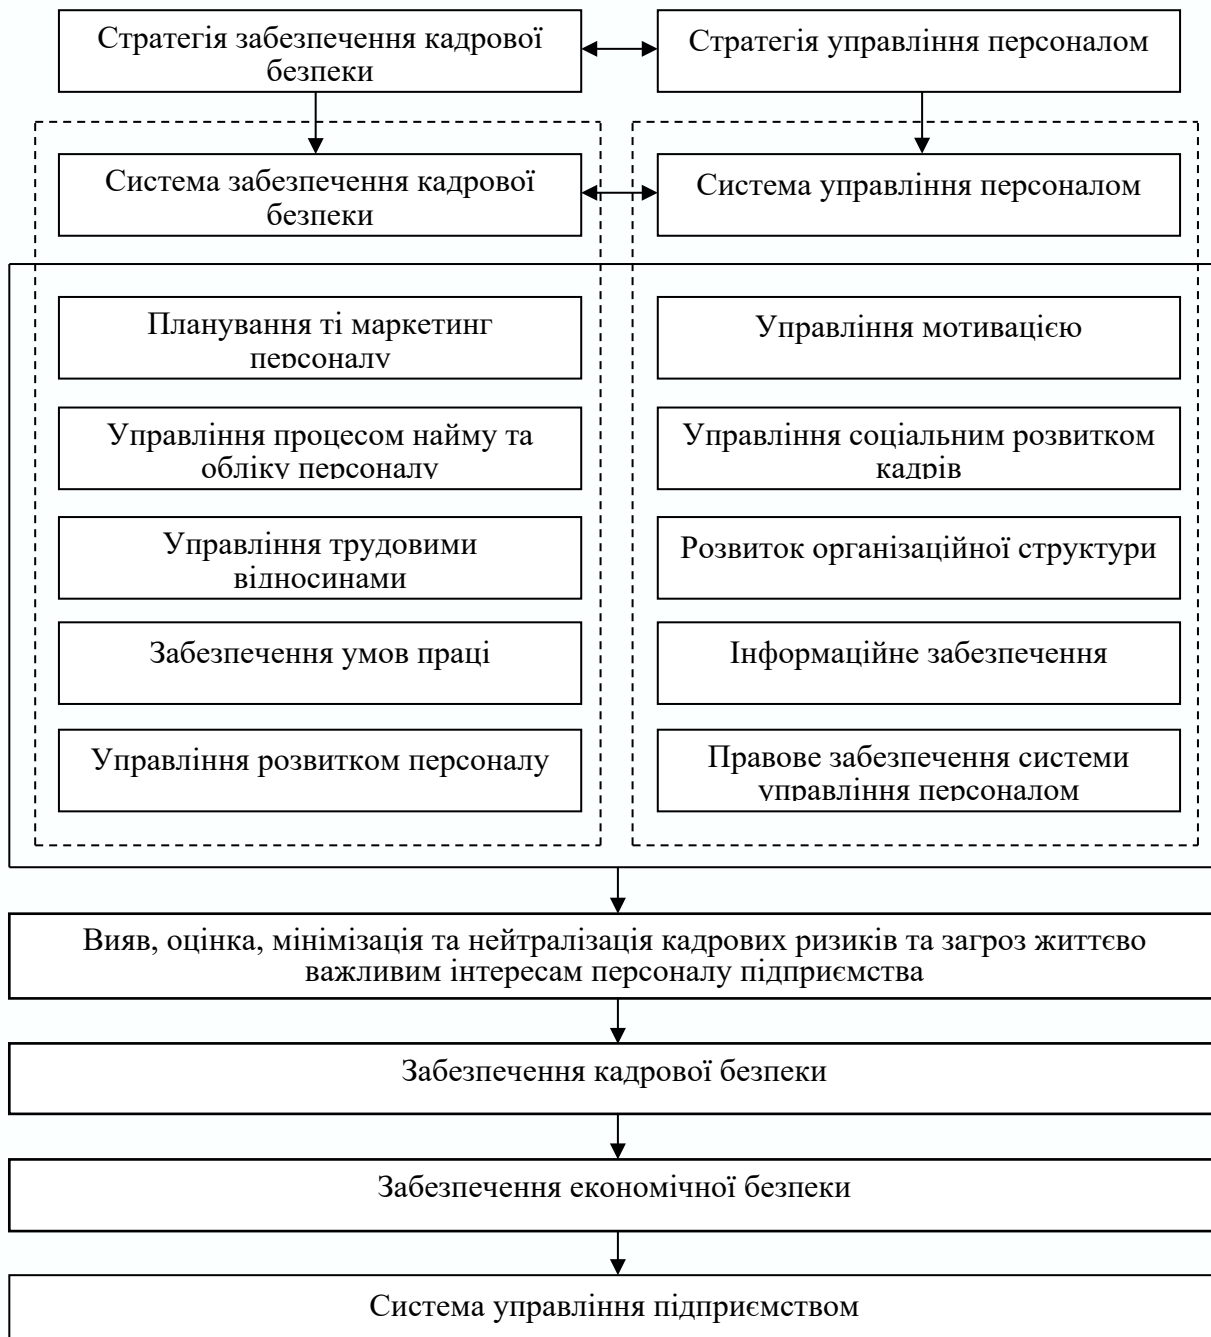 Стратегія забезпечення кадрової
безпеки
Стратегія управління персоналом
Система забезпечення кадрової
безпеки
Система управління персоналом
Планування ті маркетинг
персоналу
Управління мотивацією
Управління процесом найму та
обліку персоналу
Управління соціальним розвитком
кадрів
Управління трудовими
відносинами
Розвиток організаційної структури
Забезпечення умов праці
Інформаційне забезпечення
Управління розвитком персоналу
Правове забезпечення системи
управління персоналом
Вияв, оцінка, мінімізація та нейтралізація кадрових ризиків та загроз життєво
важливим інтересам персоналу підприємства
Забезпечення кадрової безпеки
Забезпечення економічної безпеки
Система управління підприємством